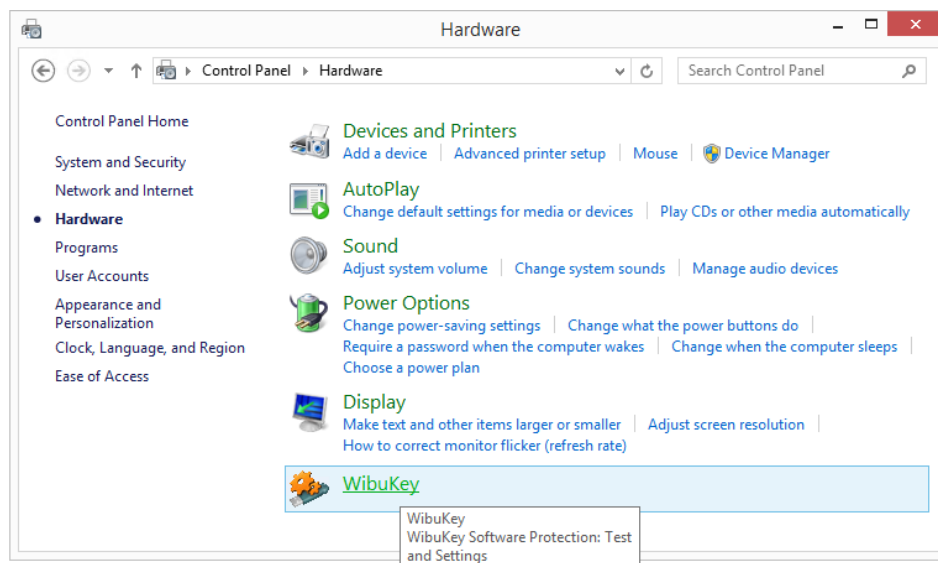 Hardware
Control Panel Hardware
Search Control Panel
Control Panel Home
System and Security
Network and Internet
Hardware
Programs
User Accounts
Appearance and
Personalization
Clock, Language, and Region
Ease of Access
Devices and Printers
Add a device Advanced printer setup Mouse Device Manager
AutoPlay
Change default settings for media or devices Play CDs or other media automatically
Sound
Adjust system volume Change system sounds Manage audio devices
Power Options
Change power-saving settings Change what the power buttons do
Require a password when the computer wakes Change when the computer sleeps
Choose a power plan
Display
Make text and other items larger or smaller Adjust screen resolution
How to correct monitor flicker (refresh rate)
WibuKey
WibuKey
WibuKey Software Protection: Test
and Settings